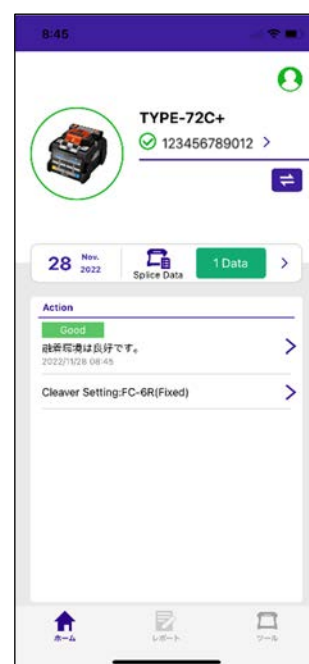 8:45
TYPE-72C+
123456789012
28 Nov. 2022
Splice Data
1 Data
Action
Good
融着環境は良好です。
2022/11/28 08:45
Cleaver Setting:FC-6R(Fixed)
ホーム
レポート
ツール